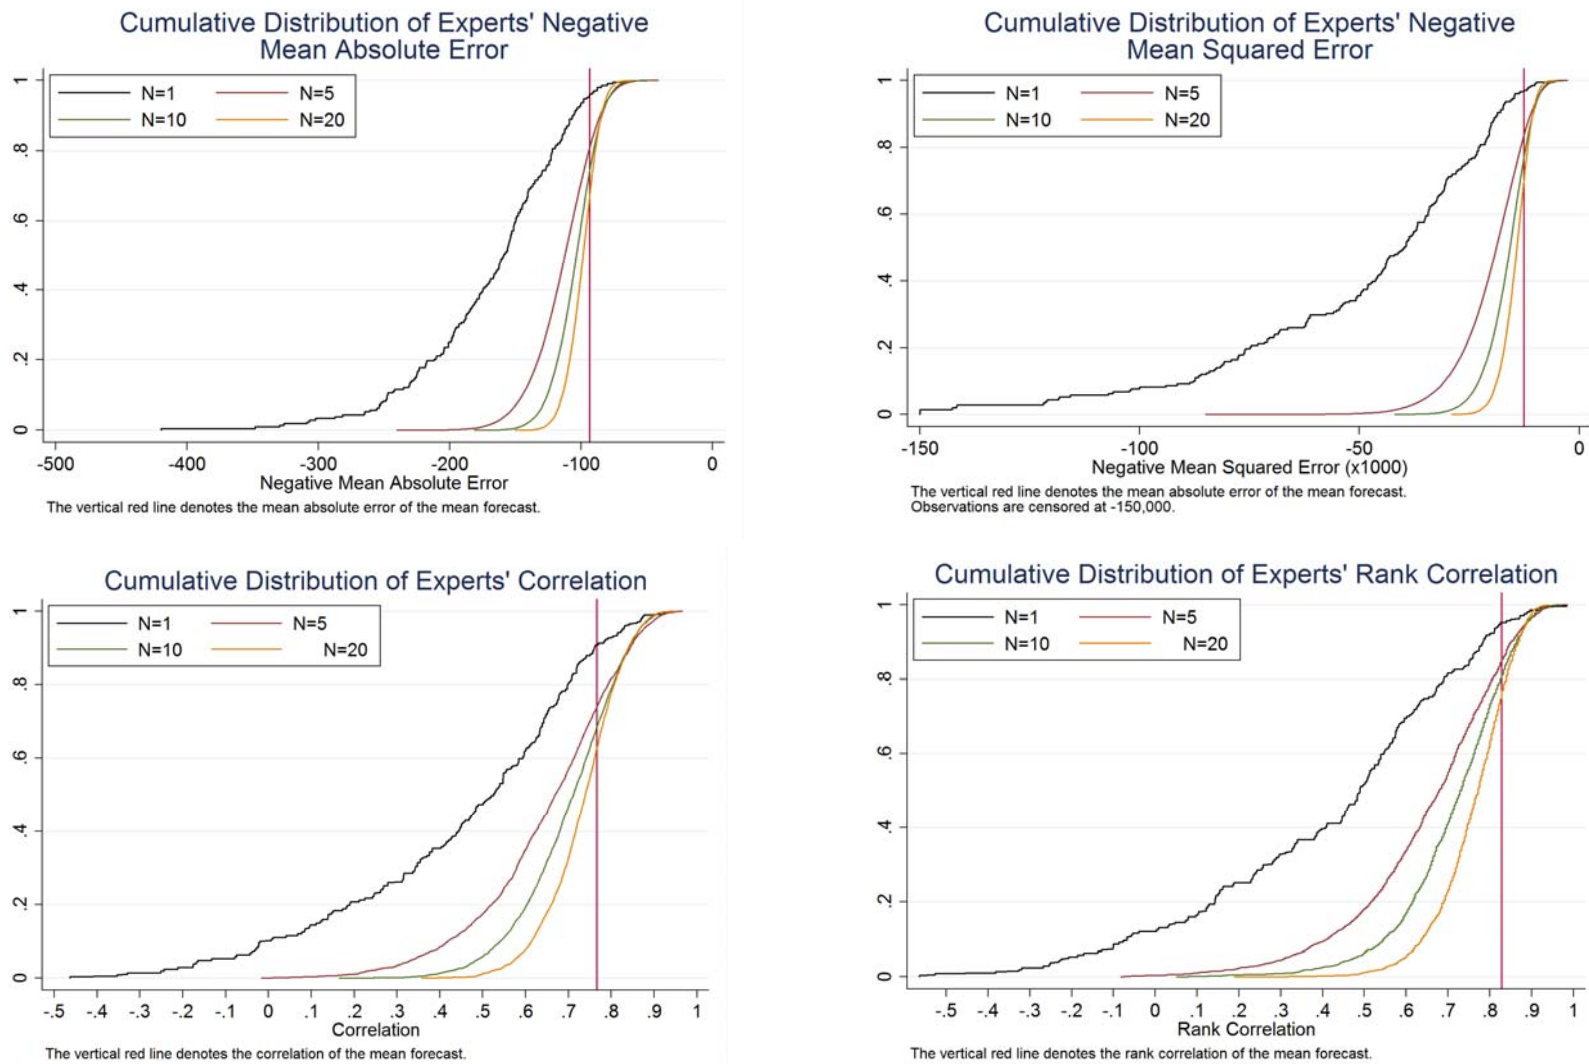 Cumulative Distribution of Experts' Negative
Mean Absolute Error
N=1 N=5
N=10 N=20
1
.8
.6
.4
.2
0
-500 -400 -300 -200 -100 0
Negative Mean Absolute Error
The vertical red line denotes the mean absolute error of the mean forecast.
Cumulative Distribution of Experts' Negative
Mean Squared Error
N=1 N=5
N=10 N=20
1
.8
.6
.4
.2
0
-150 -100 -50 0
Negative Mean Squared Error (x1000)
The vertical red line denotes the mean absolute error of the mean forecast.
Observations are censored at -150,000.
Cumulative Distribution of Experts' Correlation
N=1 N=5
N=10 N=20
1
.8
.6
.4
.2
0
-.5 -.4 -.3 -.2 -.1 0 .1 .2 .3 .4 .5 .6 .7 .8 .9 1
Correlation
The vertical red line denotes the correlation of the mean forecast.
Cumulative Distribution of Experts' Rank Correlation
N=1 N=5
N=10 N=20
1
.8
.6
.4
.2
0
-.5 -.4 -.3 -.2 -.1 0 .1 .2 .3 .4 .5 .6 .7 .8 .9 1
Rank Correlation
The vertical red line denotes the rank correlation of the mean forecast.